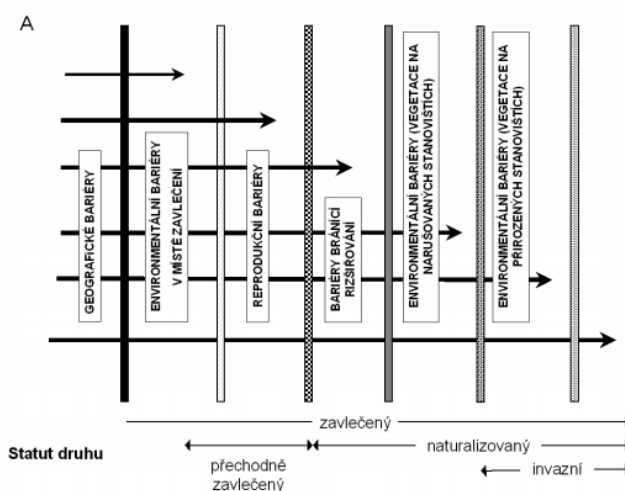 A
GEOGRAFICKÉ BARIÉRY
ENVIRONMENTÁLNÍ BARIÉRY
V MÍSTĚ ZAVLEČENÍ
REPRODUKČNÍ BARIÉRY
BARIÉRY BRÁNÍCÍ
RIZŠIŘOVÁNÍ
ENVIRONMENTÁLNÍ BARIÉRY (VEGETACE NA
NARUŠOVANÝCH STANOVIŠTÍCH)
ENVIRONMENTÁLNÍ BARIÉRY (VEGETACE NA
PŘIROZENÝCH STANOVIŠTÍCH)
zavlečený
Statut druhu
přechodně
zavlečený
naturalizovaný
invazní